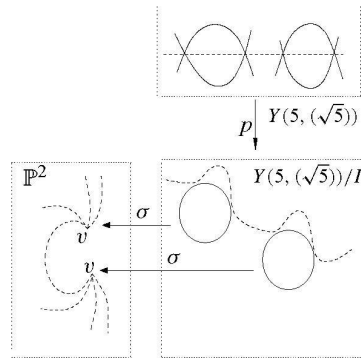 p
Y(5, (√5))
ℙ²
Y(5, (√5))/I
σ
v
v
σ